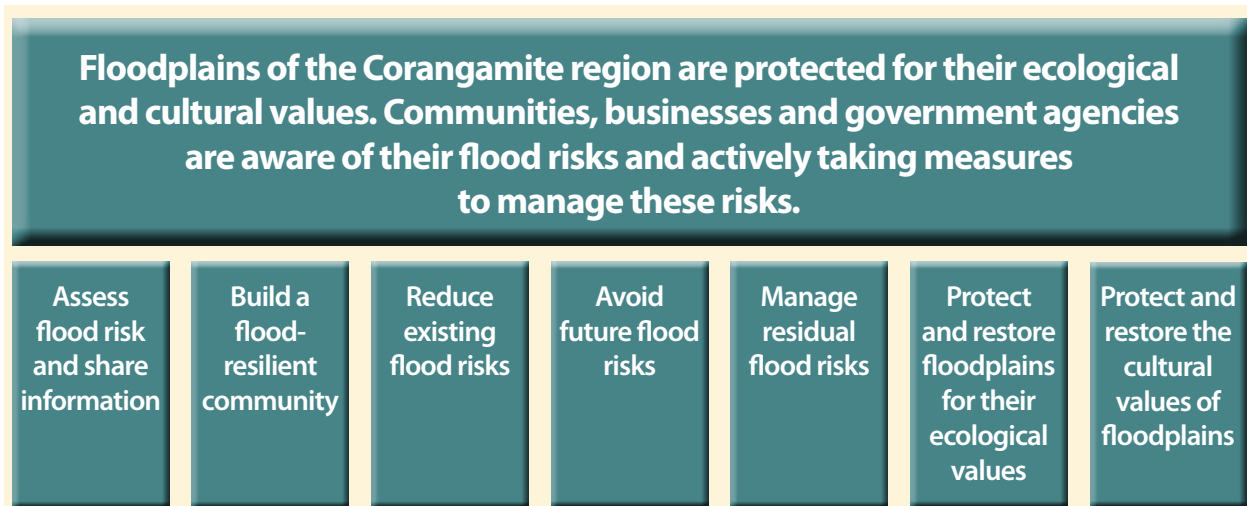 Floodplains of the Corangamite region are protected for their ecological
and cultural values. Communities, businesses and government agencies
are aware of their flood risks and actively taking measures
to manage these risks.
Assess
flood risk
and share
information
Build a
flood-
resilient
community
Reduce
existing
flood risks
Avoid
future flood
risks
Manage
residual
flood risks
Protect
and restore
floodplains
for their
ecological
values
Protect and
restore the
cultural
values of
floodplains